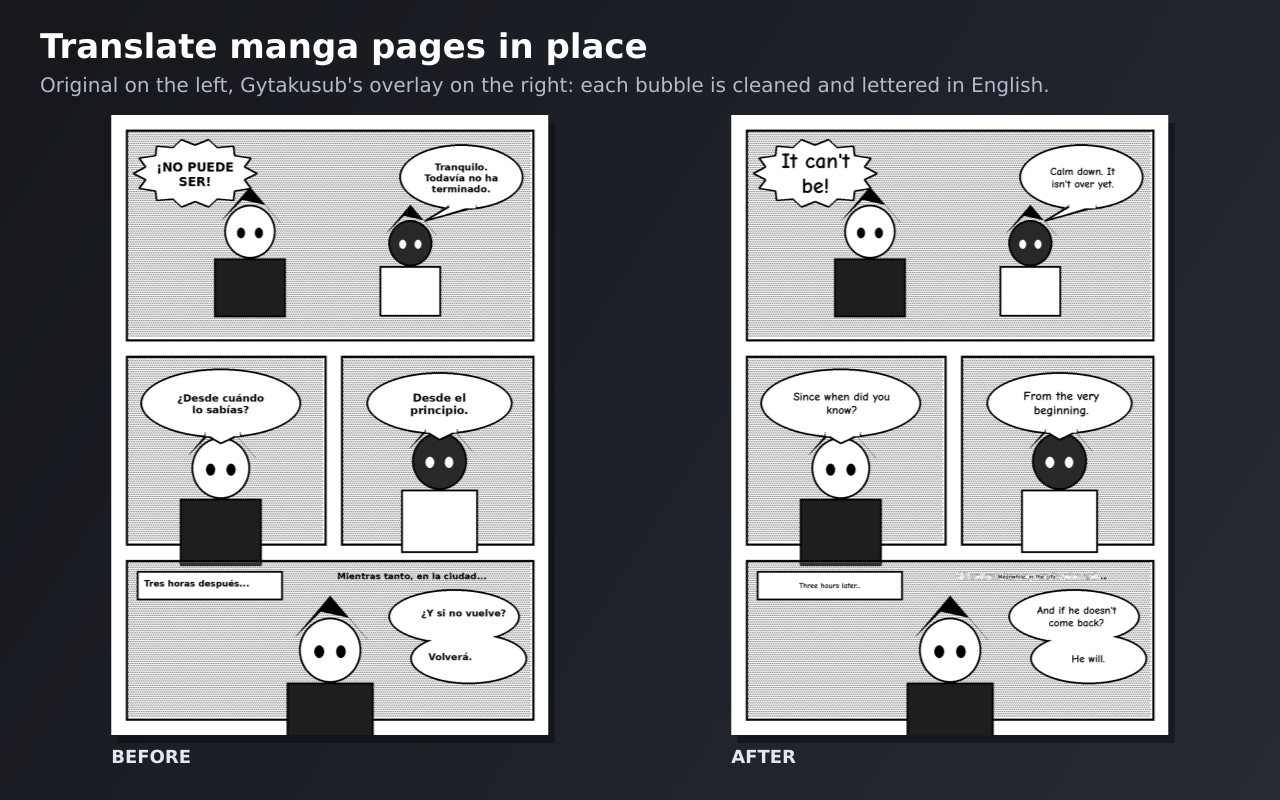 Translate manga pages in place
Original on the left, Gytakusub's overlay on the right: each bubble is cleaned and lettered in English.
¡NO PUEDE
SER!
Tranquilo.
Todavía no ha
terminado.
¿Desde cuándo
lo sabías?
Desde el
principio.
Tres horas después...
Mientras tanto, en la ciudad...
¿Y si no vuelve?
Volverá.
BEFORE
It can't
be!
Calm down. It
isn't over yet.
Since when did you
know?
From the very
beginning.
Three hours later...
Meanwhile, in the city...
And if he doesn't
come back?
He will.
AFTER